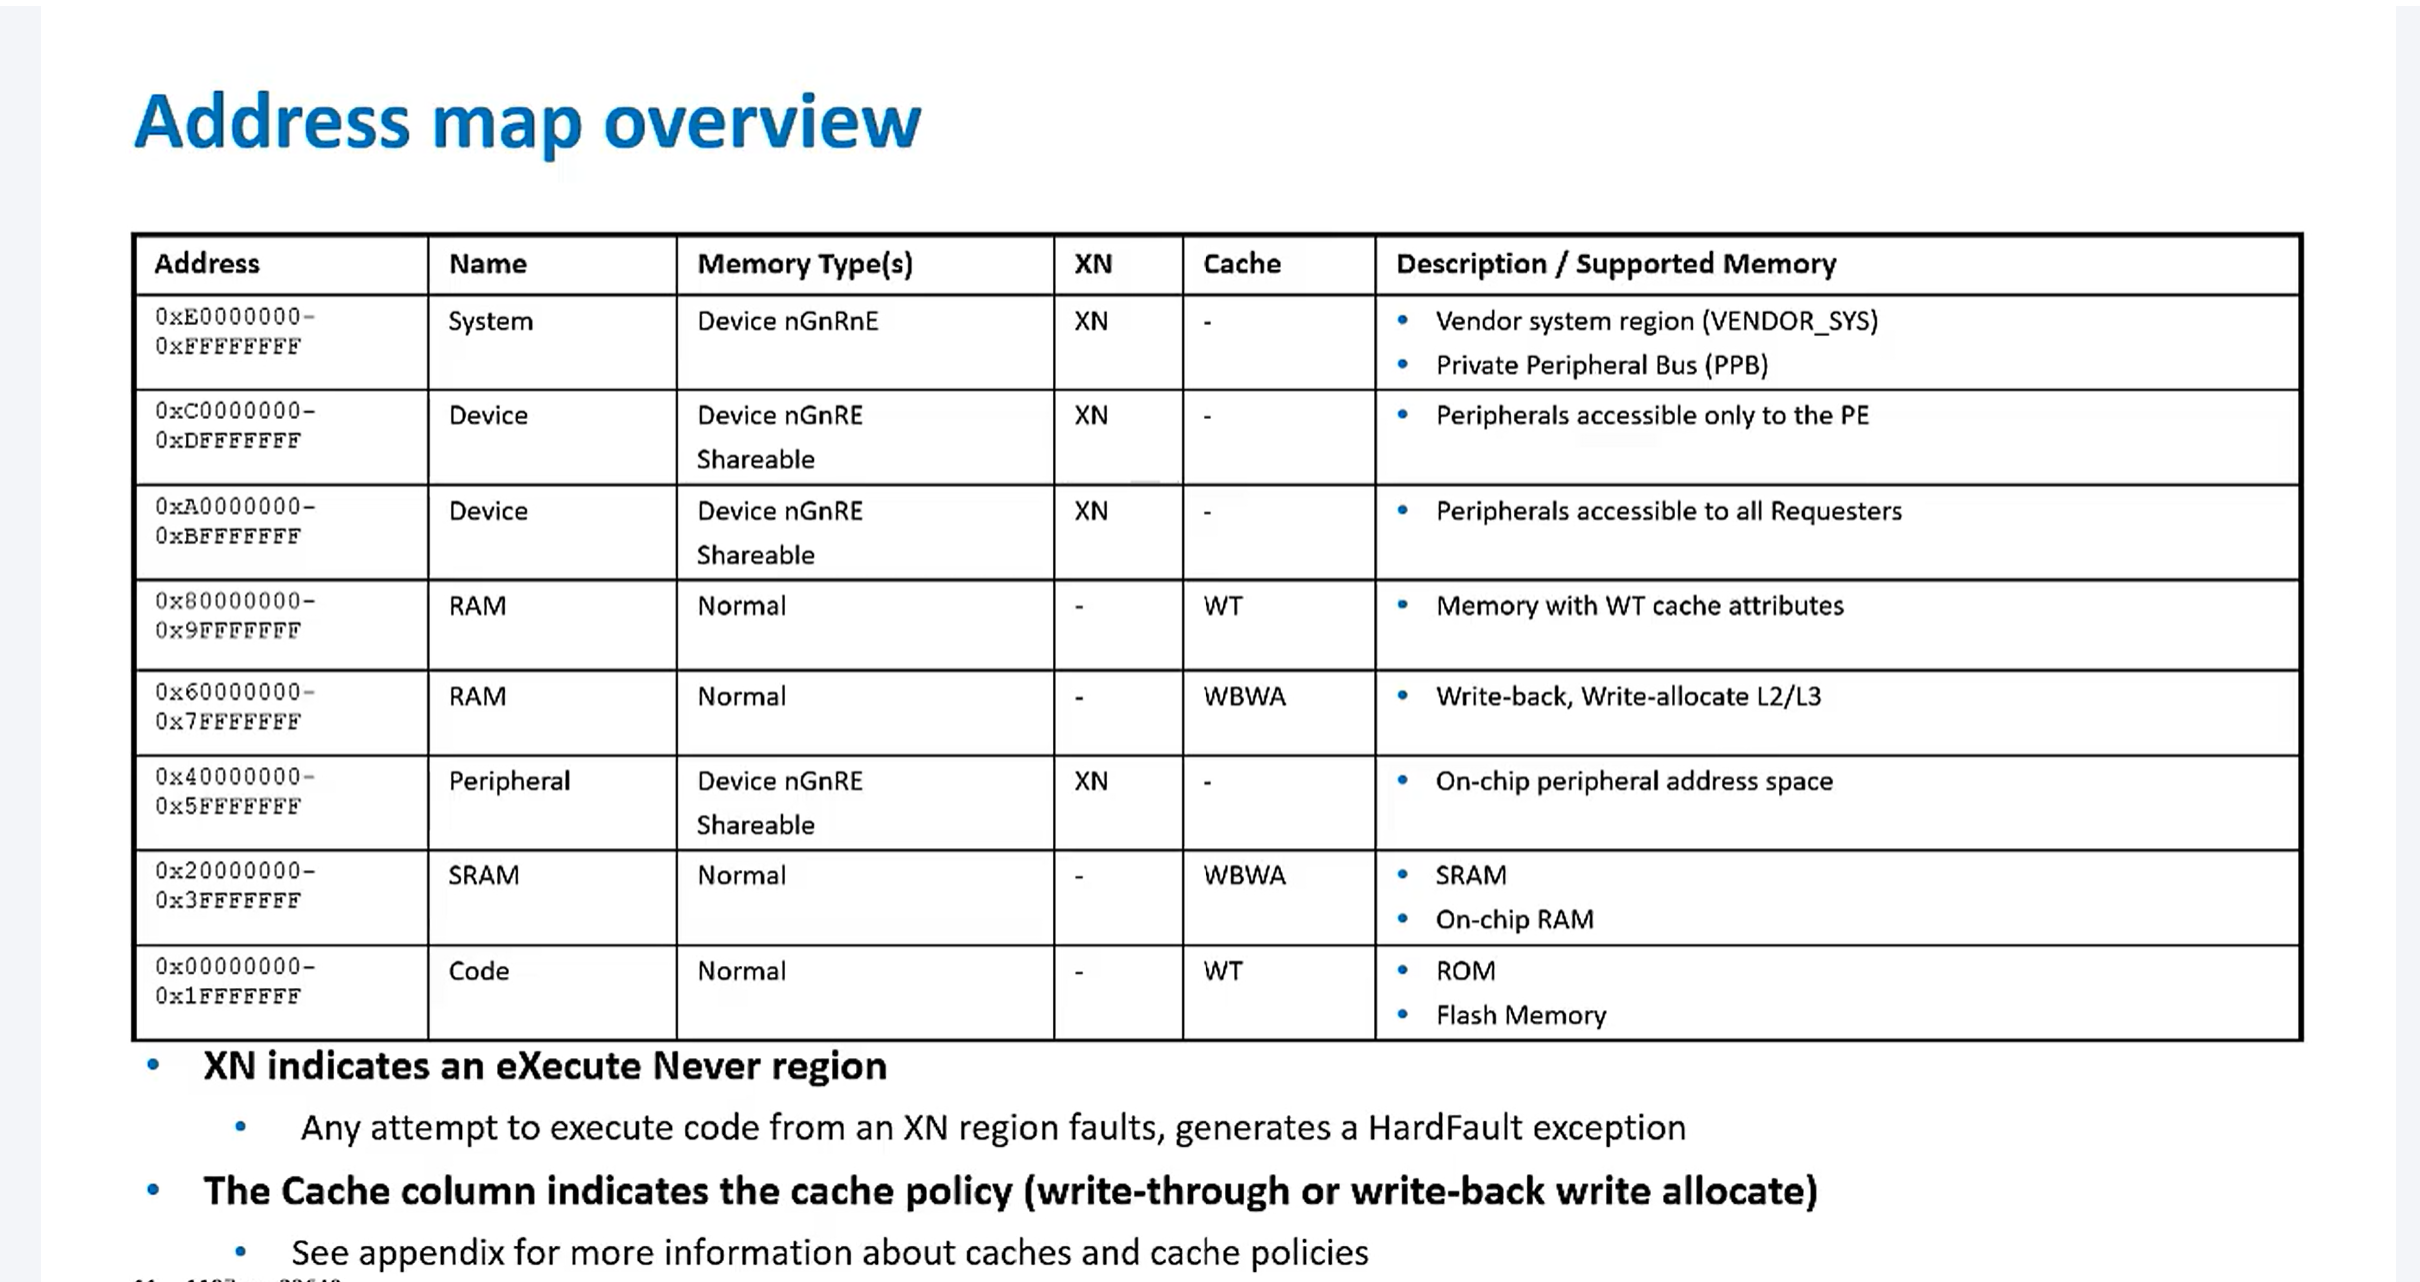 Address map overview
Address Name Memory Type(s) XN Cache Description / Supported Memory
0xE0000000- System Device nGnRnE XN - • Vendor system region (VENDOR_SYS)
0xFFFFFFFF • Private Peripheral Bus (PPB)
0xC0000000- Device Device nGnRE XN - • Peripherals accessible only to the PE
0xDFFFFFFF Shareable
0xA0000000- Device Device nGnRE XN - • Peripherals accessible to all Requesters
0xBFFFFFFF Shareable
0x80000000- RAM Normal - WT • Memory with WT cache attributes
0x9FFFFFFF
0x60000000- RAM Normal - WBWA • Write-back, Write-allocate L2/L3
0x7FFFFFFF
0x40000000- Peripheral Device nGnRE XN - • On-chip peripheral address space
0x5FFFFFFF Shareable
0x20000000- SRAM Normal - WBWA • SRAM
0x3FFFFFFF • On-chip RAM
0x00000000- Code Normal - WT • ROM
0x1FFFFFFF • Flash Memory
• XN indicates an eXecute Never region
• Any attempt to execute code from an XN region faults, generates a HardFault exception
• The Cache column indicates the cache policy (write-through or write-back write allocate)
• See appendix for more information about caches and cache policies